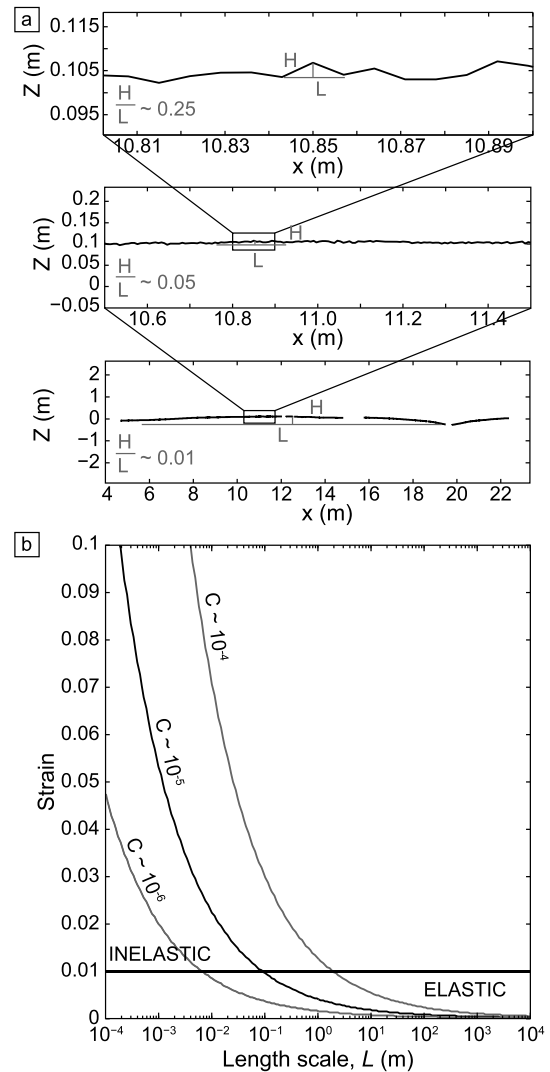 a
0.115
0.105
0.095
Z (m)
H
L
H
L
~ 0.25
10.81 10.83 10.85 10.87 10.89
x (m)
0.2
0.15
0.1
0.05
0
−0.05
Z (m)
H
L
H
L
~ 0.05
10.6 10.8 11.0 11.2 11.4
x (m)
2
1
0
−1
−2
Z (m)
H
L
H
L
~ 0.01
4 6 8 10 12 14 16 18 20 22
x (m)
b
0.1
0.09
0.08
0.07
0.06
0.05
0.04
0.03
0.02
0.01
0
Strain
C ~ 10⁻⁴
C ~ 10⁻⁵
C ~ 10⁻⁶
INELASTIC
ELASTIC
10⁻⁴ 10⁻³ 10⁻² 10⁻¹ 10⁰ 10¹ 10² 10³ 10⁴
Length scale, L (m)